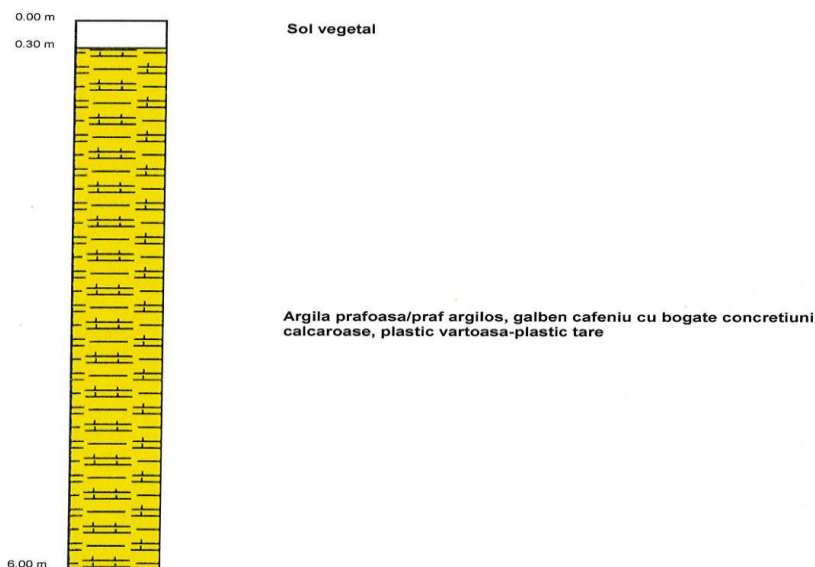 0.00 m
Sol vegetal
0.30 m
Argila prafoasa/praf argilos, galben cafeniu cu bogate concretiuni
calcaroase, plastic vartoasa-plastic tare
6.00 m